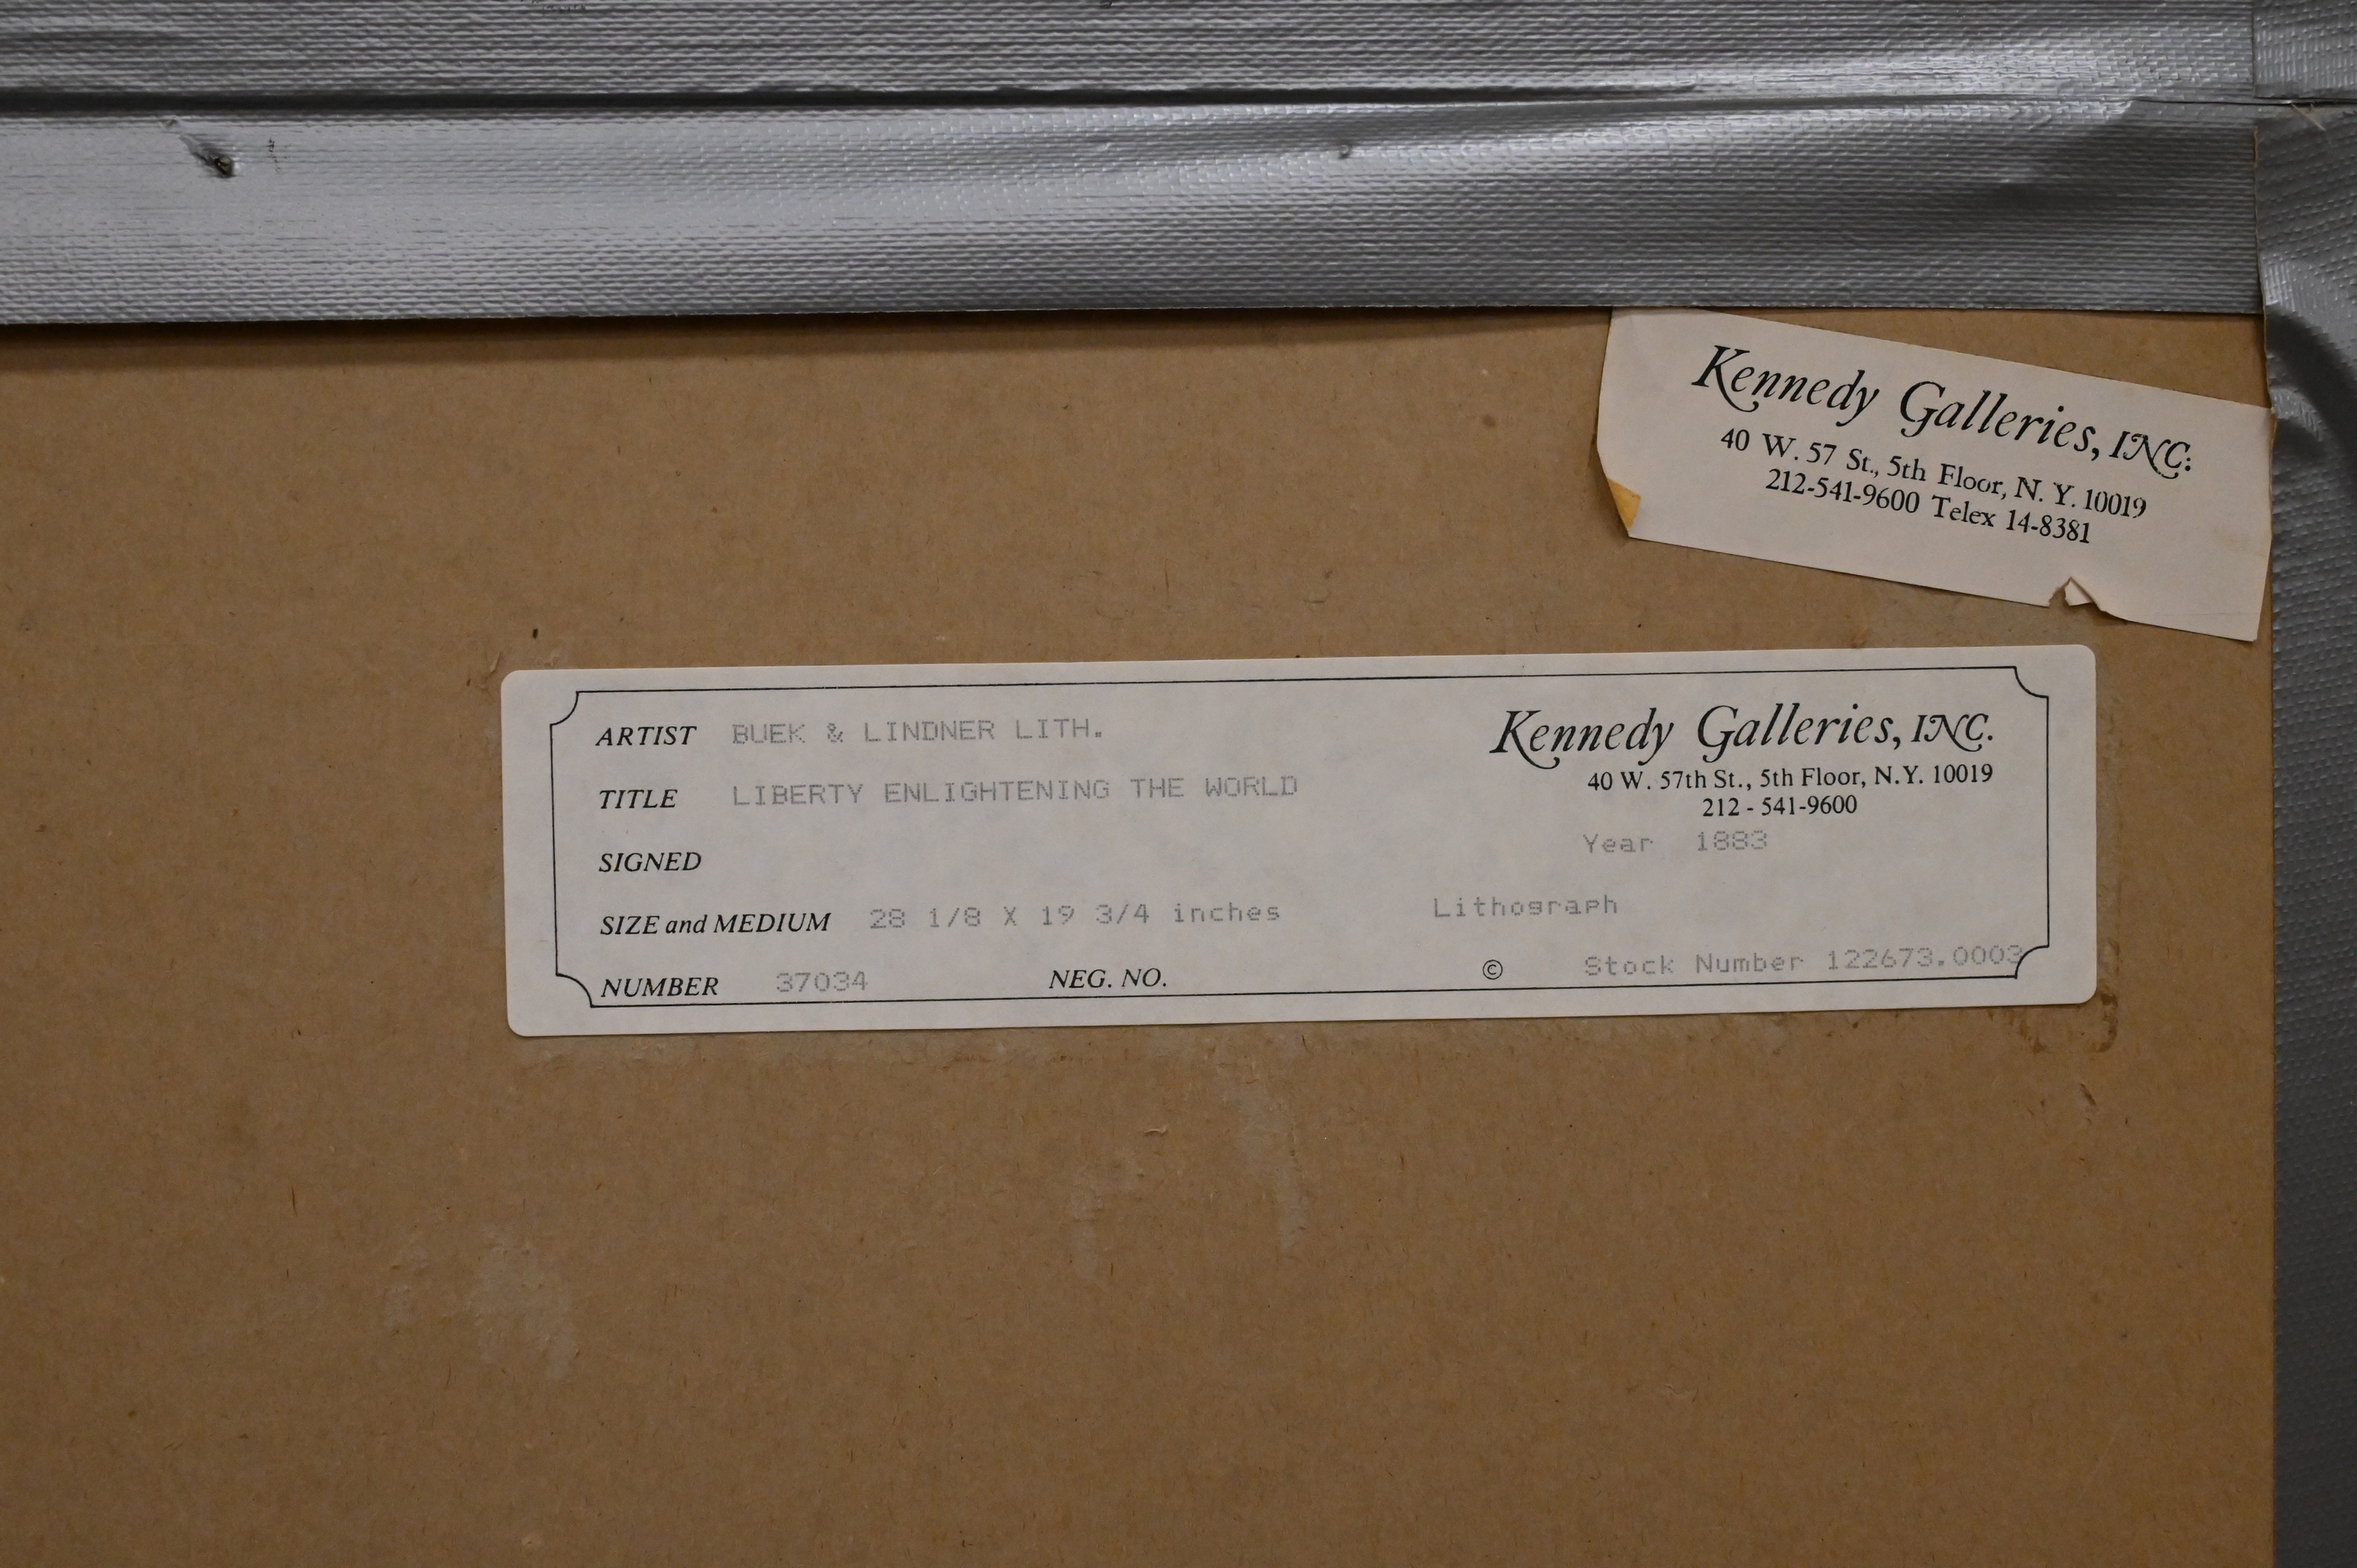 Kennedy Galleries, INC.
40 W. 57 St., 5th Floor, N. Y. 10019
212-541-9600 Telex 14-8381
ARTIST BUEK & LINDNER LITH.
TITLE LIBERTY ENLIGHTENING THE WORLD
SIGNED
SIZE and MEDIUM 28 1/8 X 19 3/4 inches Lithograph
NUMBER 37034 NEG. NO. © Stock Number 122673.0003
Kennedy Galleries, INC.
40 W. 57th St., 5th Floor, N.Y. 10019
212 - 541-9600
Year 1883